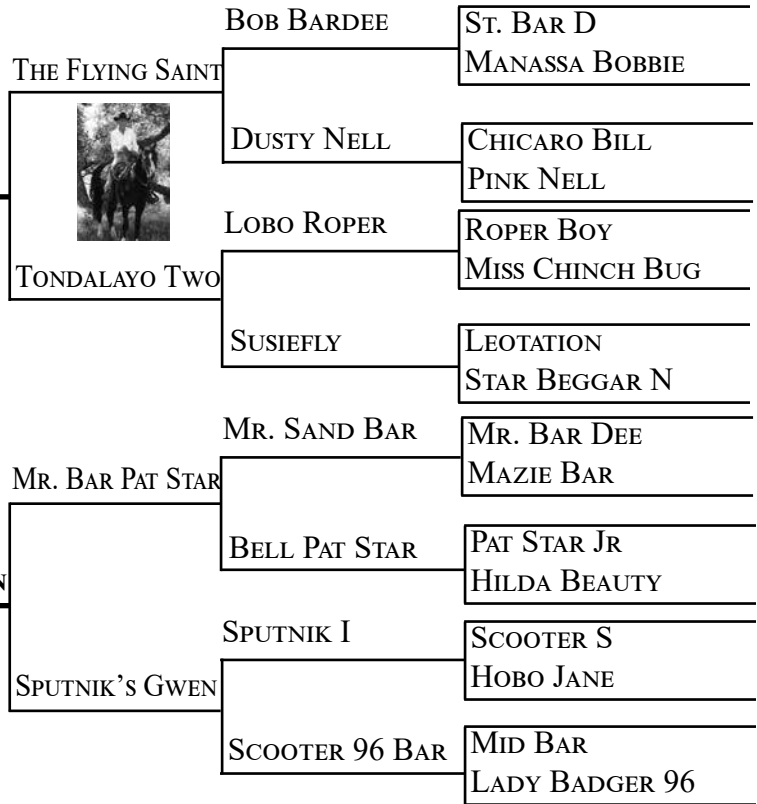 Bob Bardee
St. Bar D
Manassa Bobbie
The Flying Saint
Dusty Nell
Chicaro Bill
Pink Nell
Lobo Roper
Roper Boy
Miss Chinch Bug
Tondalayo Two
Susiefly
Leotation
Star Beggar N
Mr. Sand Bar
Mr. Bar Dee
Mazie Bar
Mr. Bar Pat Star
Bell Pat Star
Pat Star Jr
Hilda Beauty
Sputnik I
Scooter S
Hobo Jane
Sputnik's Gwen
Scooter 96 Bar
Mid Bar
Lady Badger 96